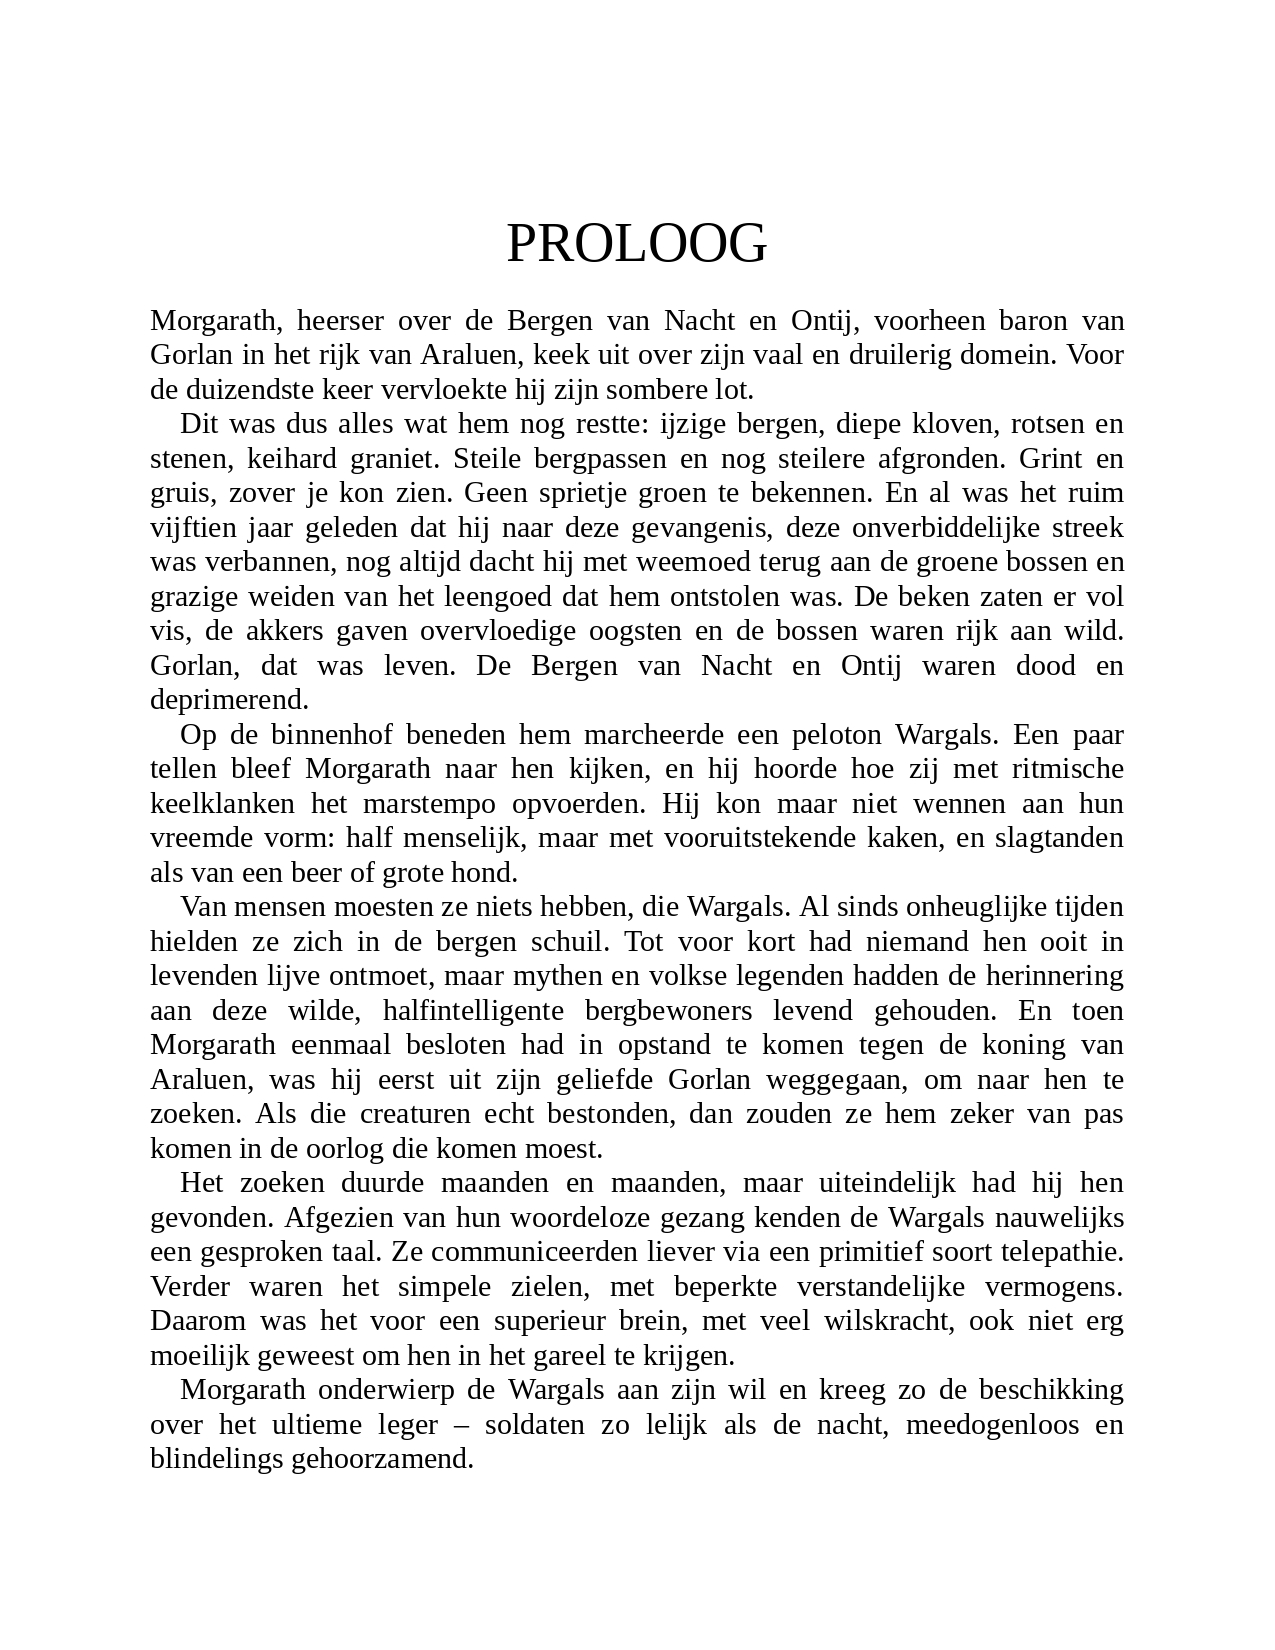 PROLOOG
Morgarath, heerser over de Bergen van Nacht en Ontij, voorheen baron van
Gorlan in het rijk van Araluen, keek uit over zijn vaal en druilerig domein. Voor
de duizendste keer vervloekte hij zijn sombere lot.
Dit was dus alles wat hem nog restte: ijzige bergen, diepe kloven, rotsen en
stenen, keihard graniet. Steile bergpassen en nog steilere afgronden. Grint en
gruis, zover je kon zien. Geen sprietje groen te bekennen. En al was het ruim
vijftien jaar geleden dat hij naar deze gevangenis, deze onverbiddelijke streek
was verbannen, nog altijd dacht hij met weemoed terug aan de groene bossen en
grazige weiden van het leengoed dat hem ontstolen was. De beken zaten er vol
vis, de akkers gaven overvloedige oogsten en de bossen waren rijk aan wild.
Gorlan, dat was leven. De Bergen van Nacht en Ontij waren dood en
deprimerend.
Op de binnenhof beneden hem marcheerde een peloton Wargals. Een paar
tellen bleef Morgarath naar hen kijken, en hij hoorde hoe zij met ritmische
keelklanken het marstempo opvoerden. Hij kon maar niet wennen aan hun
vreemde vorm: half menselijk, maar met vooruitstekende kaken, en slagtanden
als van een beer of grote hond.
Van mensen moesten ze niets hebben, die Wargals. Al sinds onheuglijke tijden
hielden ze zich in de bergen schuil. Tot voor kort had niemand hen ooit in
levenden lijve ontmoet, maar mythen en volkse legenden hadden de herinnering
aan deze wilde, halfintelligente bergbewoners levend gehouden. En toen
Morgarath eenmaal besloten had in opstand te komen tegen de koning van
Araluen, was hij eerst uit zijn geliefde Gorlan weggegaan, om naar hen te
zoeken. Als die creaturen echt bestonden, dan zouden ze hem zeker van pas
komen in de oorlog die komen moest.
Het zoeken duurde maanden en maanden, maar uiteindelijk had hij hen
gevonden. Afgezien van hun woordeloze gezang kenden de Wargals nauwelijks
een gesproken taal. Ze communiceerden liever via een primitief soort telepathie.
Verder waren het simpele zielen, met beperkte verstandelijke vermogens.
Daarom was het voor een superieur brein, met veel wilskracht, ook niet erg
moeilijk geweest om hen in het gareel te krijgen.
Morgarath onderwierp de Wargals aan zijn wil en kreeg zo de beschikking
over het ultieme leger – soldaten zo lelijk als de nacht, meedogenloos en
blindelings gehoorzamend.